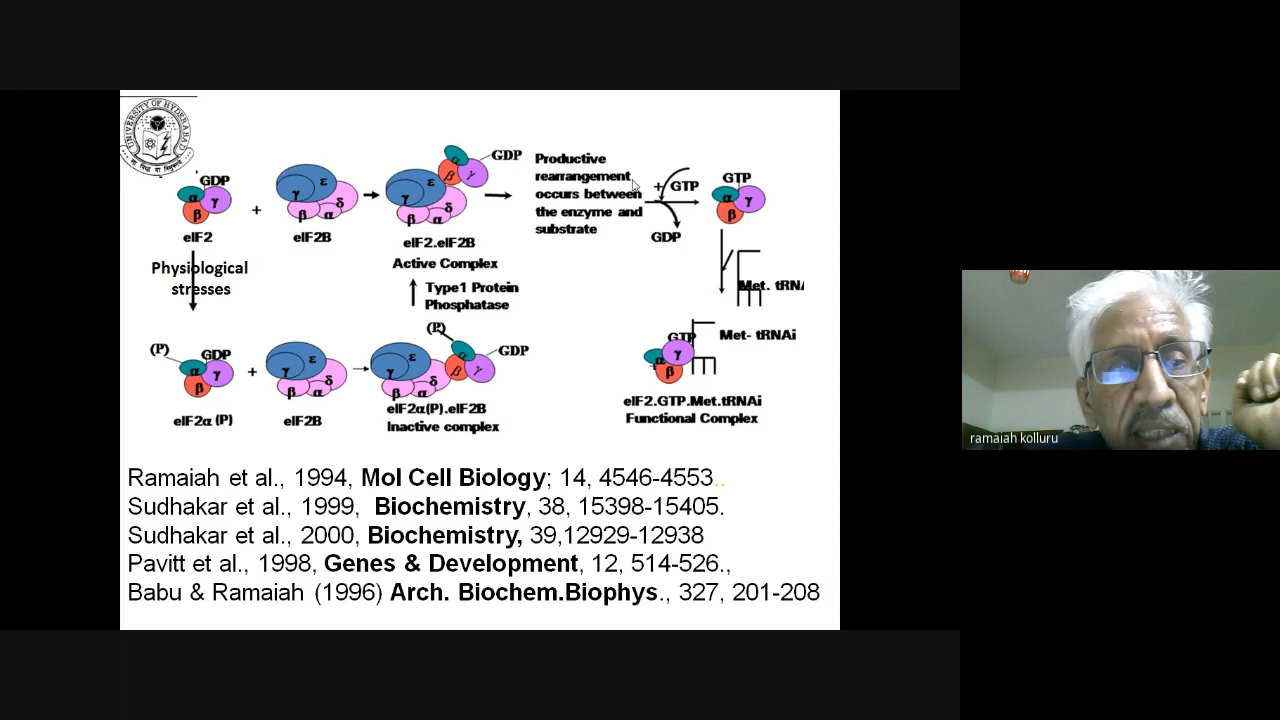 UNIVERSITY OF HYDERABAD
GDP
α
γ
β
eIF2
+
ε
γ
δ
β
α
eIF2B
α
GDP
β
γ
ε
γ
δ
β
α
eIF2.eIF2B
Active Complex
Productive
rearrangement
occurs between
the enzyme and
substrate
+
GTP
GDP
GTP
α
γ
β
Physiological
stresses
Type1 Protein
Phosphatase
Met. tRNA
(P)
GDP
α
γ
β
eIF2α (P)
+
ε
γ
δ
β
α
eIF2B
(P)
α
GDP
β
γ
ε
γ
δ
β
α
eIF2α(P).eIF2B
Inactive complex
GTP
γ
α
β
Met- tRNAi
eIF2.GTP.Met.tRNAi
Functional Complex
Ramaiah et al., 1994, Mol Cell Biology; 14, 4546-4553..
Sudhakar et al., 1999, Biochemistry, 38, 15398-15405.
Sudhakar et al., 2000, Biochemistry, 39,12929-12938
Pavitt et al., 1998, Genes & Development, 12, 514-526.,
Babu & Ramaiah (1996) Arch. Biochem.Biophys., 327, 201-208
ramaiah kolluru